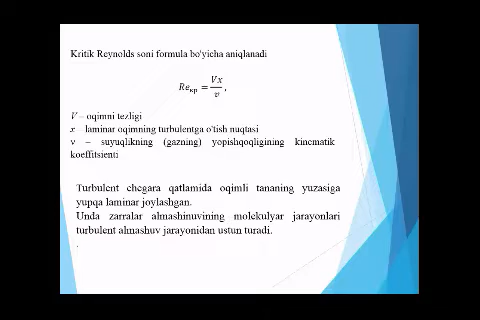 Kritik Reynolds soni formula bo'yicha aniqlanadi
Re_кр = Vx/ν ,
V – oqimni tezligi
x – laminar oqimning turbulentga o'tish nuqtasi
ν – suyuqlikning (gazning) yopishqoqligining kinematik
koeffitsienti
Turbulent chegara qatlamida oqimli tananing yuzasiga
yupqa laminar joylashgan.
Unda zarralar almashinuvining molekulyar jarayonlari
turbulent almashuv jarayonidan ustun turadi.
.